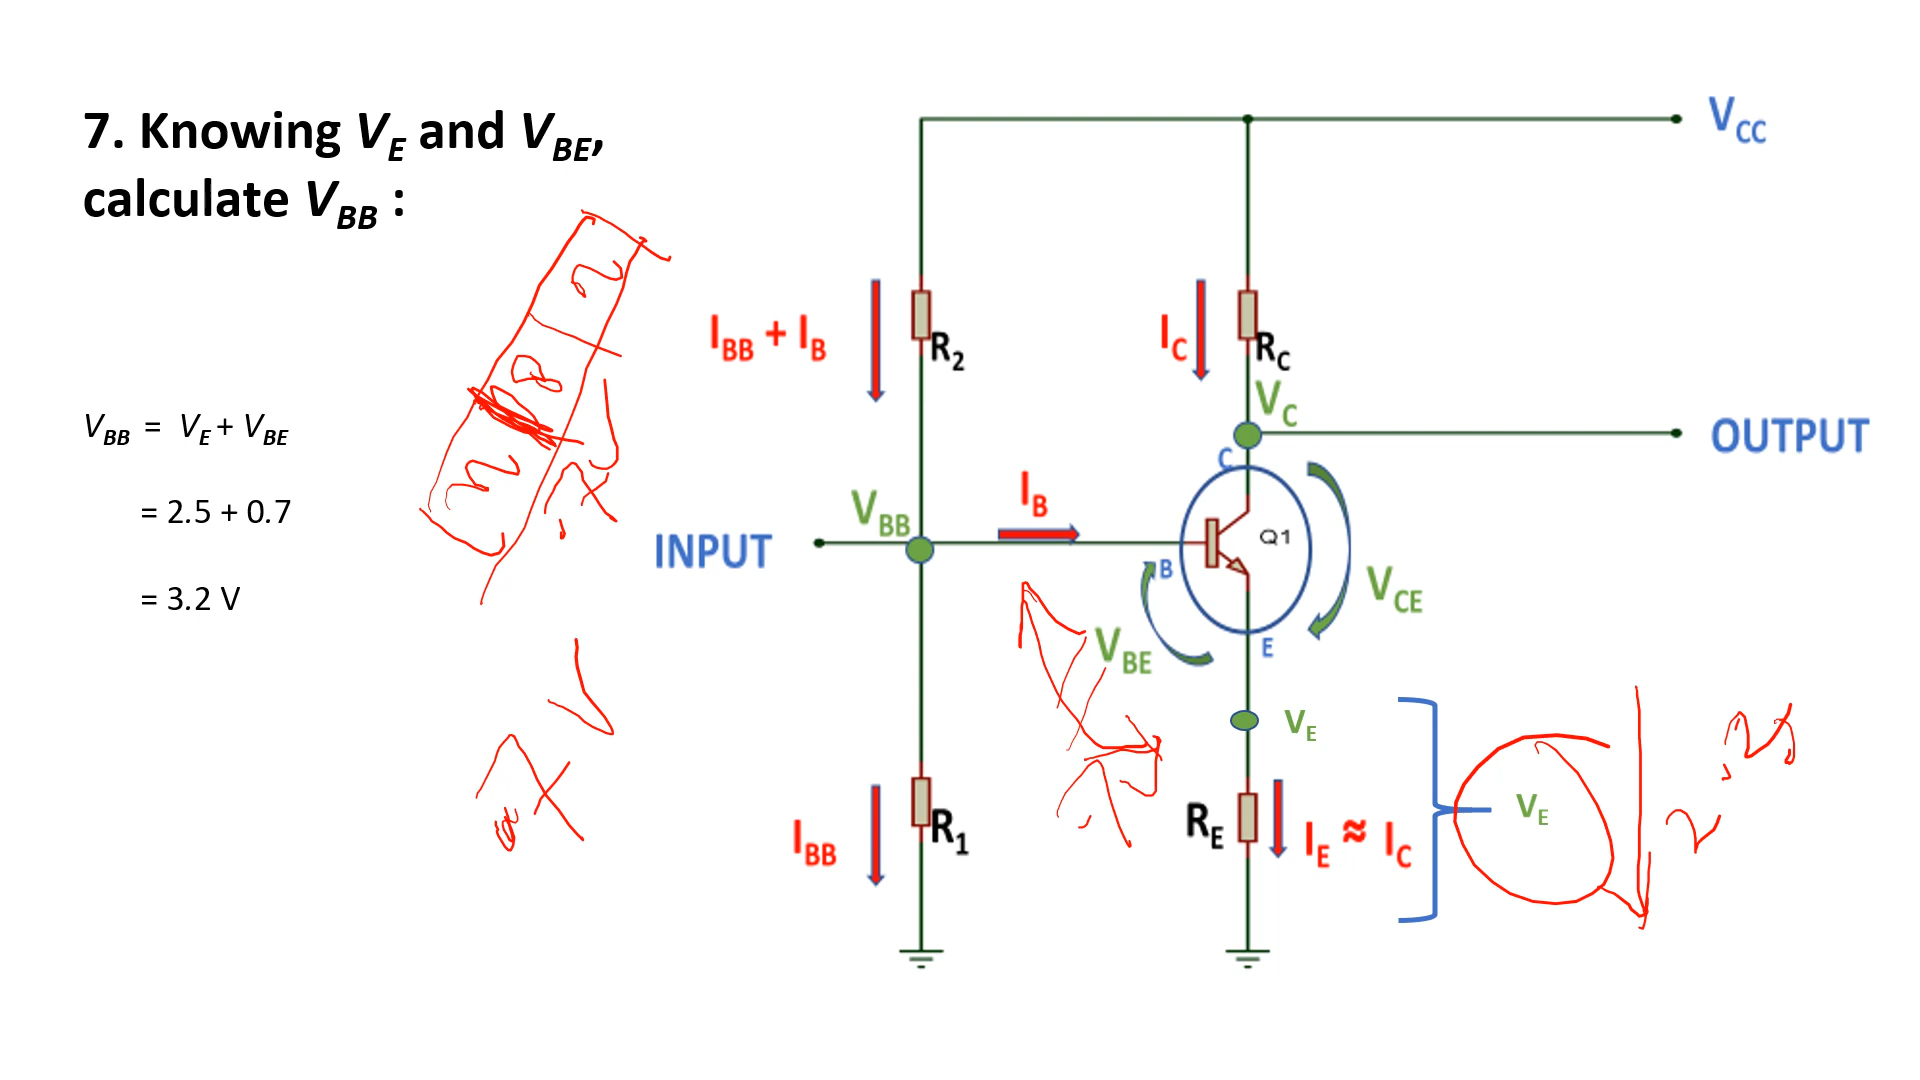 7. Knowing VE and VBE,
calculate VBB :
VBB = VE + VBE
= 2.5 + 0.7
= 3.2 V
VCC
IBB + IB
R2
IC
RC
VC
OUTPUT
C
VBB
IB
INPUT
Q1
B
VCE
VBE
E
VE
IBB
R1
RE
IE ≈ IC
VE
n
p
n